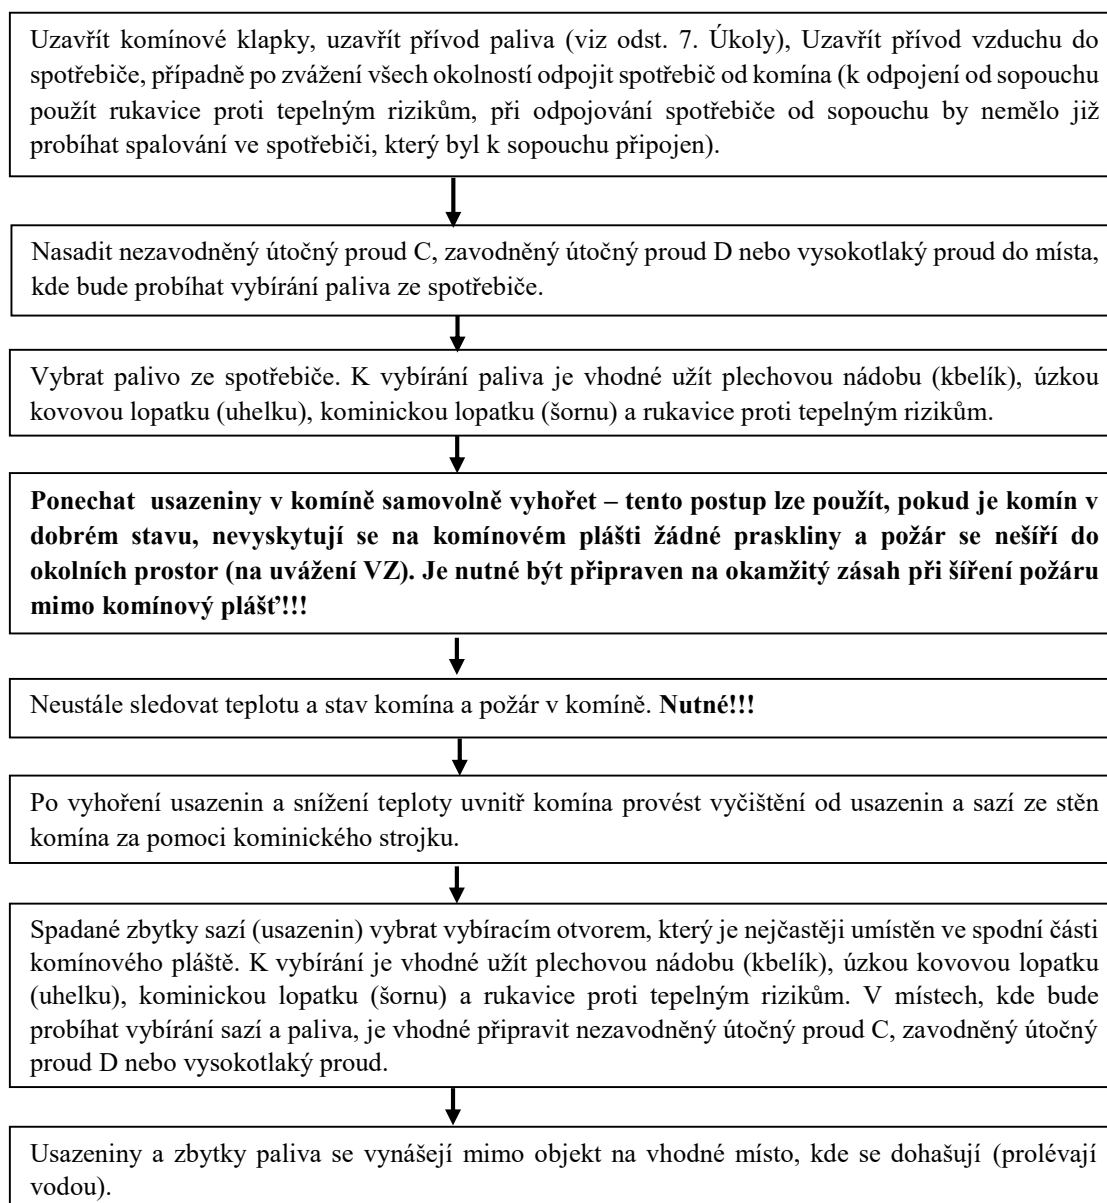 Uzavřít komínové klapky, uzavřít přívod paliva (viz odst. 7. Úkoly), Uzavřít přívod vzduchu do
spotřebiče, případně po zvážení všech okolností odpojit spotřebič od komína (k odpojení od sopouchu
použít rukavice proti tepelným rizikům, při odpojování spotřebiče od sopouchu by nemělo již
probíhat spalování ve spotřebiči, který byl k sopouchu připojen).
Nasadit nezavodněný útočný proud C, zavodněný útočný proud D nebo vysokotlaký proud do místa,
kde bude probíhat vybírání paliva ze spotřebiče.
Vybrat palivo ze spotřebiče. K vybírání paliva je vhodné užít plechovou nádobu (kbelík), úzkou
kovovou lopatku (uhelku), kominickou lopatku (šornu) a rukavice proti tepelným rizikům.
Ponechat usazeniny v komíně samovolně vyhořet – tento postup lze použít, pokud je komín v
dobrém stavu, nevyskytují se na komínovém plášti žádné praskliny a požár se nešíří do
okolních prostor (na uvážení VZ). Je nutné být připraven na okamžitý zásah při šíření požáru
mimo komínový plášť!!!
Neustále sledovat teplotu a stav komína a požár v komíně. Nutné!!!
Po vyhoření usazenin a snížení teploty uvnitř komína provést vyčištění od usazenin a sazí ze stěn
komína za pomoci kominického strojku.
Spadané zbytky sazí (usazenin) vybrat vybíracím otvorem, který je nejčastěji umístěn ve spodní části
komínového pláště. K vybírání je vhodné užít plechovou nádobu (kbelík), úzkou kovovou lopatku
(uhelku), kominickou lopatku (šornu) a rukavice proti tepelným rizikům. V místech, kde bude
probíhat vybírání sazí a paliva, je vhodné připravit nezavodněný útočný proud C, zavodněný útočný
proud D nebo vysokotlaký proud.
Usazeniny a zbytky paliva se vynášejí mimo objekt na vhodné místo, kde se dohašují (prolévají
vodou).